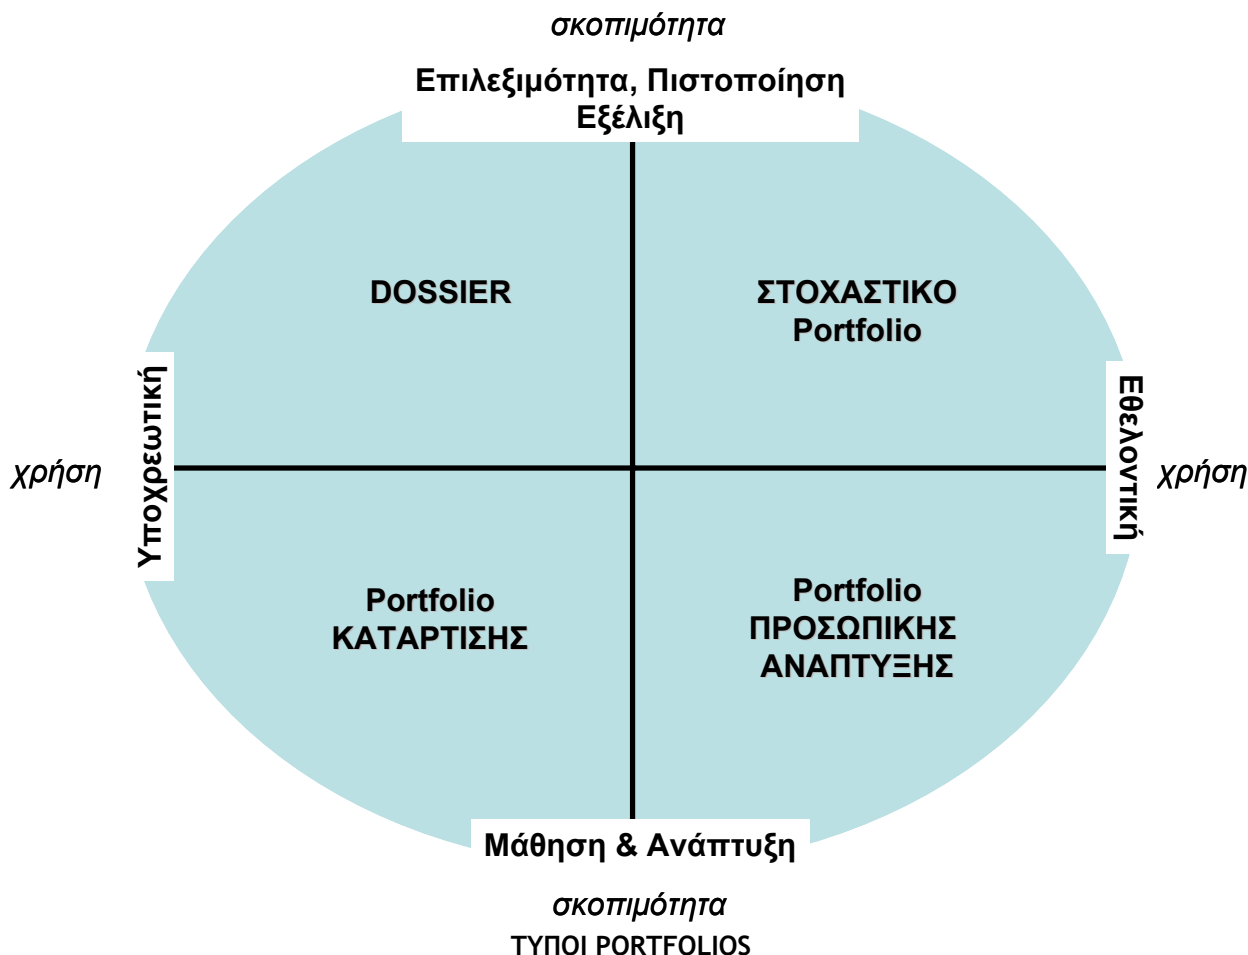 σκοπιμότητα
Επιλεξιμότητα, Πιστοποίηση
Εξέλιξη
DOSSIER
ΣΤΟΧΑΣΤΙΚΟ
Portfolio
Υποχρεωτική
Εθελοντική
χρήση
χρήση
Portfolio
ΚΑΤΑΡΤΙΣΗΣ
Portfolio
ΠΡΟΣΩΠΙΚΗΣ
ΑΝΑΠΤΥΞΗΣ
Μάθηση & Ανάπτυξη
σκοπιμότητα
ΤΥΠΟΙ PORTFOLIOS